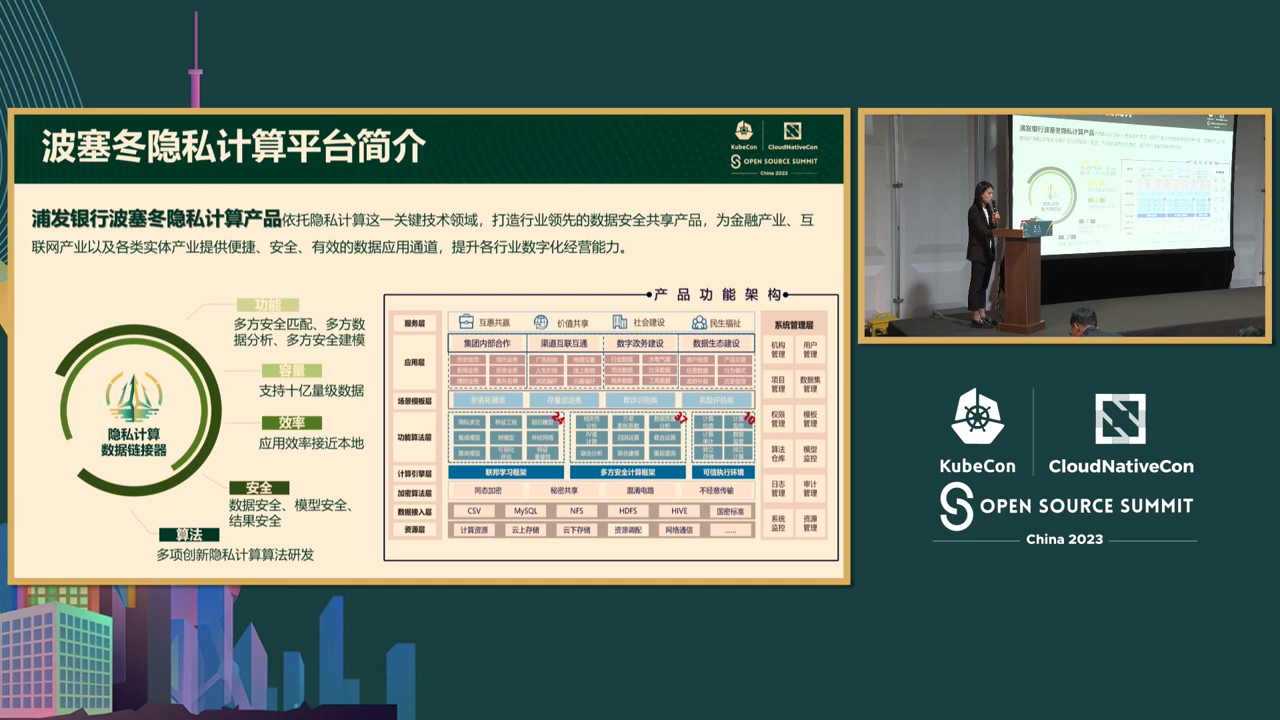 波塞冬隐私计算平台简介
KubeCon
CloudNativeCon
OPEN SOURCE SUMMIT
China 2023
浦发银行波塞冬隐私计算产品依托隐私计算这一关键技术领域，打造行业领先的数据安全共享产品，为金融产业、互
联网产业以及各类实体产业提供便捷、安全、有效的数据应用通道，提升各行业数字化经营能力。
功能
多方安全匹配、多方数
据分析、多方安全建模
容量
支持十亿量级数据
效率
应用效率接近本地
安全
数据安全、模型安全、
结果安全
算法
多项创新隐私计算算法研发
隐私计算
数据链接器
产品功能架构
服务层
互惠共赢
价值共享
社会建设
民生福祉
应用层
集团内部合作
渠道互联互通
数字政务建设
数据生态建设
场景模板层
存量促活类
欺诈识别类
风险评估类
功能算法层
24
37
10
计算引擎层
联邦学习框架
多方安全计算框架
可信执行环境
加密算法层
同态加密
秘密共享
混淆电路
不经意传输
数据接入层
CSV
MySQL
NFS
HDFS
HIVE
国密标准
资源层
计算资源
云上存储
云下存储
资源调配
网络通信
......
系统管理层
机构
管理
用户
管理
项目
管理
数据集
管理
权限
管理
模板
管理
算法
仓库
模型
监控
日志
管理
审计
管理
系统
监控
资源
管理
KubeCon
CloudNativeCon
OPEN SOURCE SUMMIT
China 2023